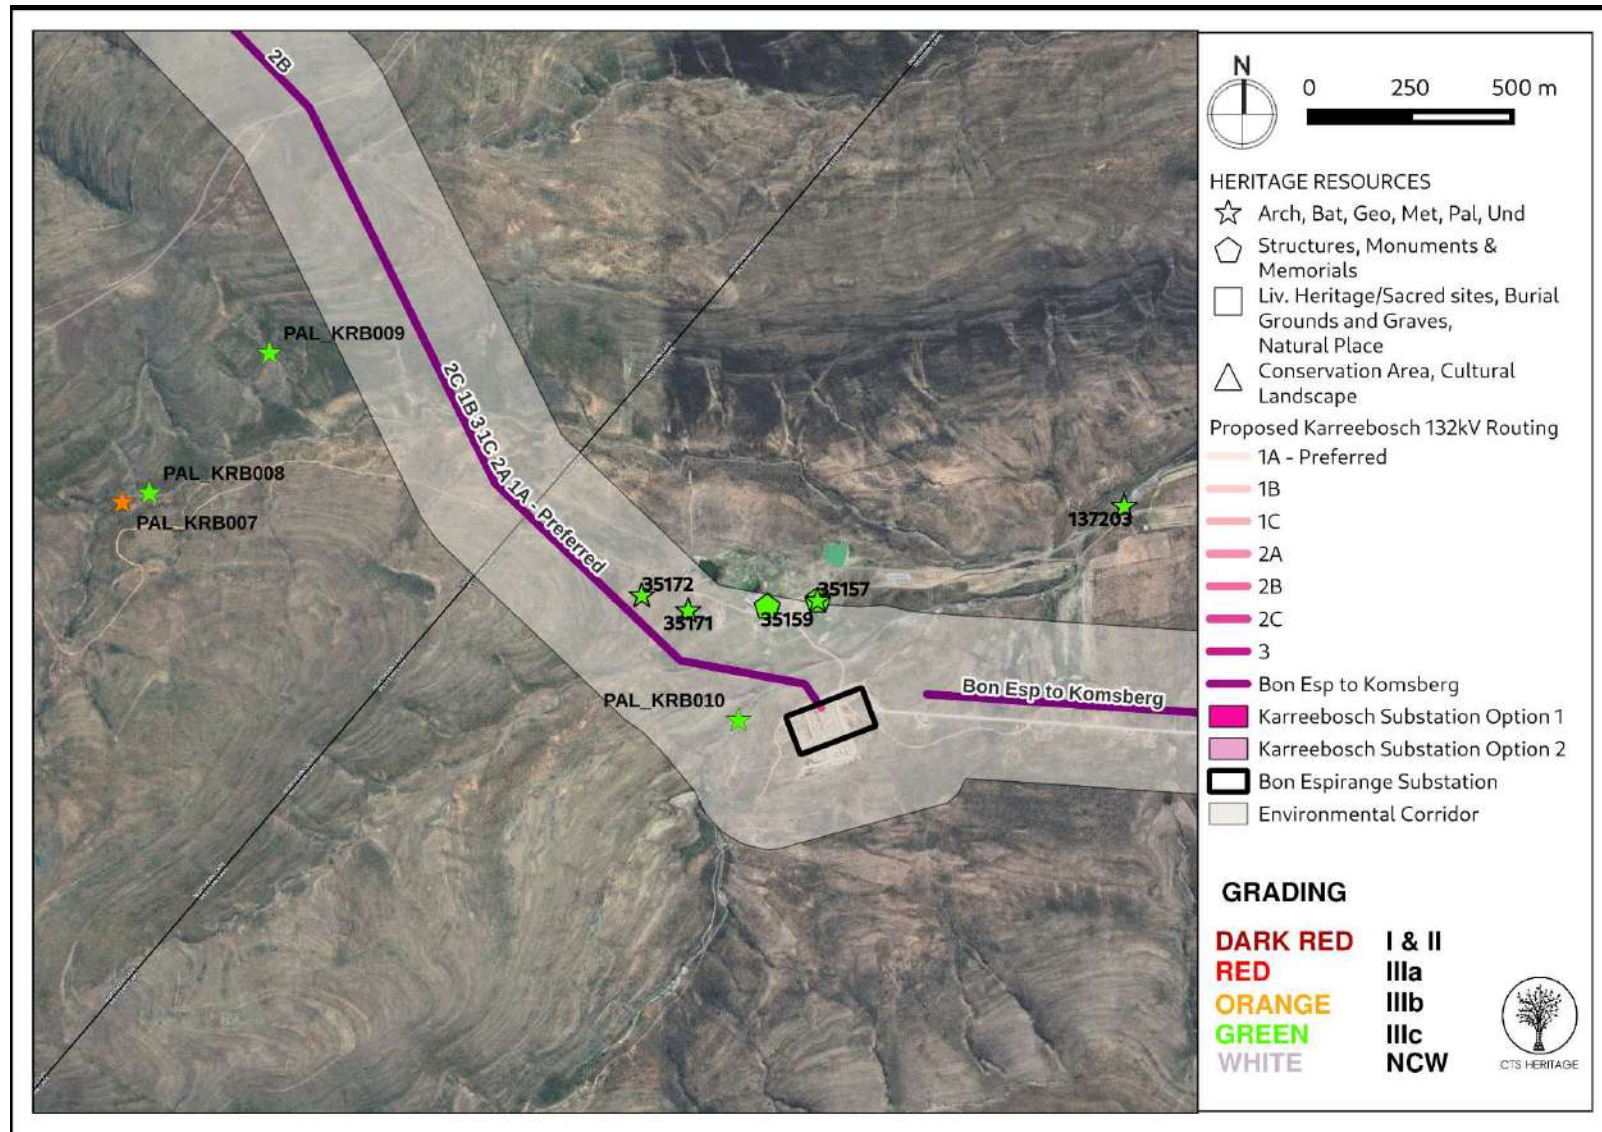 2B
PAL_KRB009
2C 1B 3 1C 2A 1A - Preferred
PAL_KRB008
PAL_KRB007
137203
35172
35171
35157
35159
PAL_KRB010
Bon Esp to Komsberg
N
0 250 500 m
HERITAGE RESOURCES
Arch, Bat, Geo, Met, Pal, Und
Structures, Monuments &
Memorials
Liv. Heritage/Sacred sites, Burial
Grounds and Graves,
Natural Place
Conservation Area, Cultural
Landscape
Proposed Karreebosch 132kV Routing
1A - Preferred
1B
1C
2A
2B
2C
3
Bon Esp to Komsberg
Karreebosch Substation Option 1
Karreebosch Substation Option 2
Bon Espirange Substation
Environmental Corridor
GRADING
DARK RED I & II
RED IIIa
ORANGE IIIb
GREEN IIIc
WHITE NCW
CTS HERITAGE